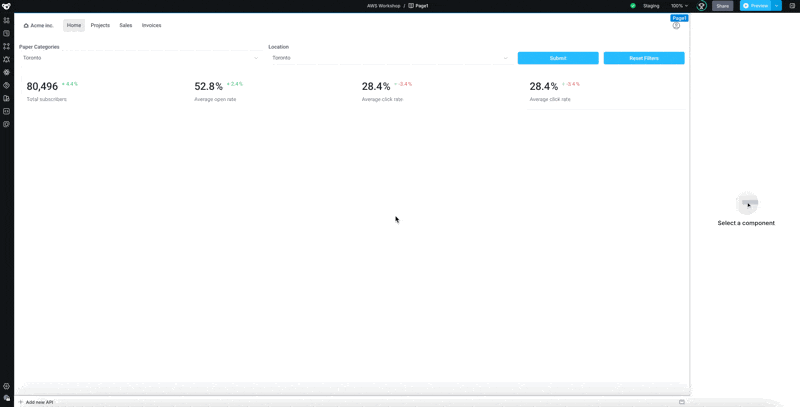 AWS Workshop / Page1
Staging 100% Share Preview
Page1
Acme inc. Home Projects Sales Invoices
Paper Categories Location
Toronto Toronto Submit Reset Filters
80,496 +4.4% 52.8% +2.4% 28.4% -3.4% 28.4% -3.4%
Total subscribers Average open rate Average click rate Average click rate
Select a component
+ Add new API